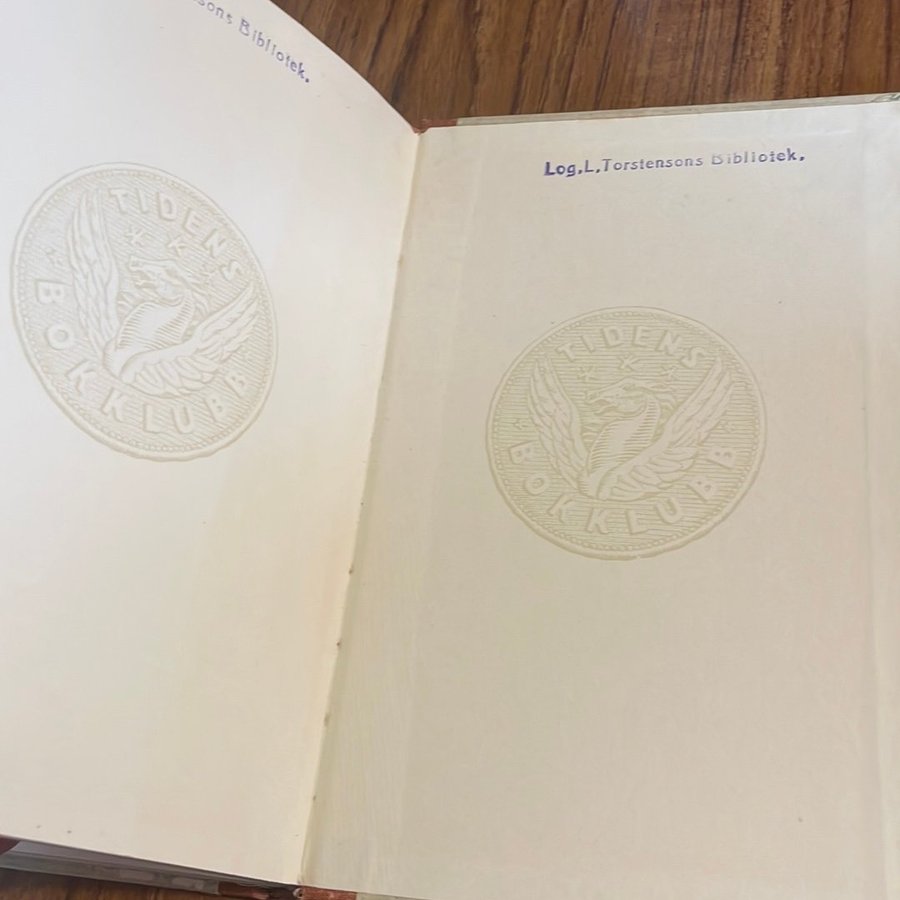 sons Bibliotek.
TIDENS
BOKKLUBB
Log.L.Torstensons Bibliotek.
TIDENS
BOKKLUBB